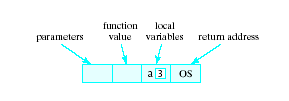 function local
parameters value variables return address
a 3 OS